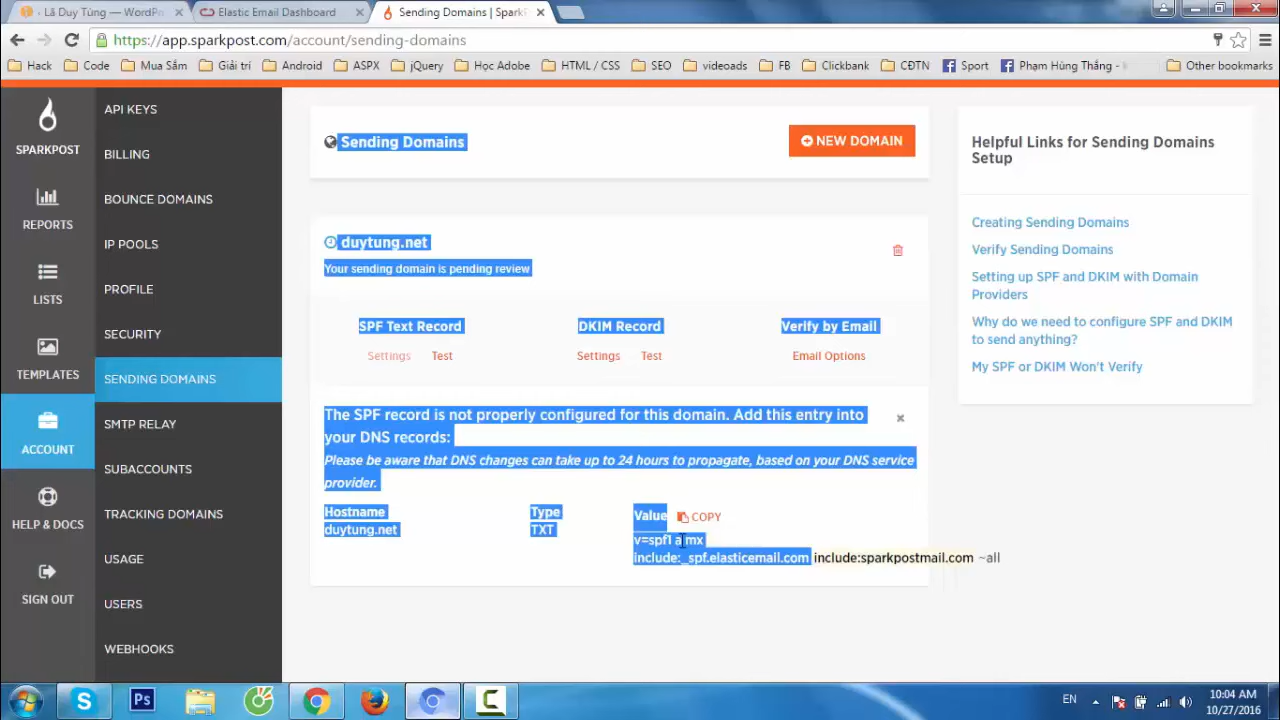 - Lã Duy Tùng — WordPr
Elastic Email Dashboard
Sending Domains | SparkP
https://app.sparkpost.com/account/sending-domains
Hack
Code
Mua Sắm
Giải trí
Android
ASPX
jQuery
Học Adobe
HTML / CSS
SEO
videoads
FB
Clickbank
CĐTN
Sport
Phạm Hùng Thắng -
Other bookmarks
SPARKPOST
REPORTS
LISTS
TEMPLATES
ACCOUNT
HELP & DOCS
SIGN OUT
API KEYS
BILLING
BOUNCE DOMAINS
IP POOLS
PROFILE
SECURITY
SENDING DOMAINS
SMTP RELAY
SUBACCOUNTS
TRACKING DOMAINS
USAGE
USERS
WEBHOOKS
Sending Domains
NEW DOMAIN
duytung.net
Your sending domain is pending review
SPF Text Record
DKIM Record
Verify by Email
Settings Test
Settings Test
Email Options
The SPF record is not properly configured for this domain. Add this entry into
your DNS records:
Please be aware that DNS changes can take up to 24 hours to propagate, based on your DNS service
provider.
Hostname
Type
Value
COPY
duytung.net
TXT
v=spf1 a mx
include:_spf.elasticemail.com include:sparkpostmail.com ~all
Helpful Links for Sending Domains
Setup
Creating Sending Domains
Verify Sending Domains
Setting up SPF and DKIM with Domain
Providers
Why do we need to configure SPF and DKIM
to send anything?
My SPF or DKIM Won't Verify
EN
10:04 AM
10/27/2016